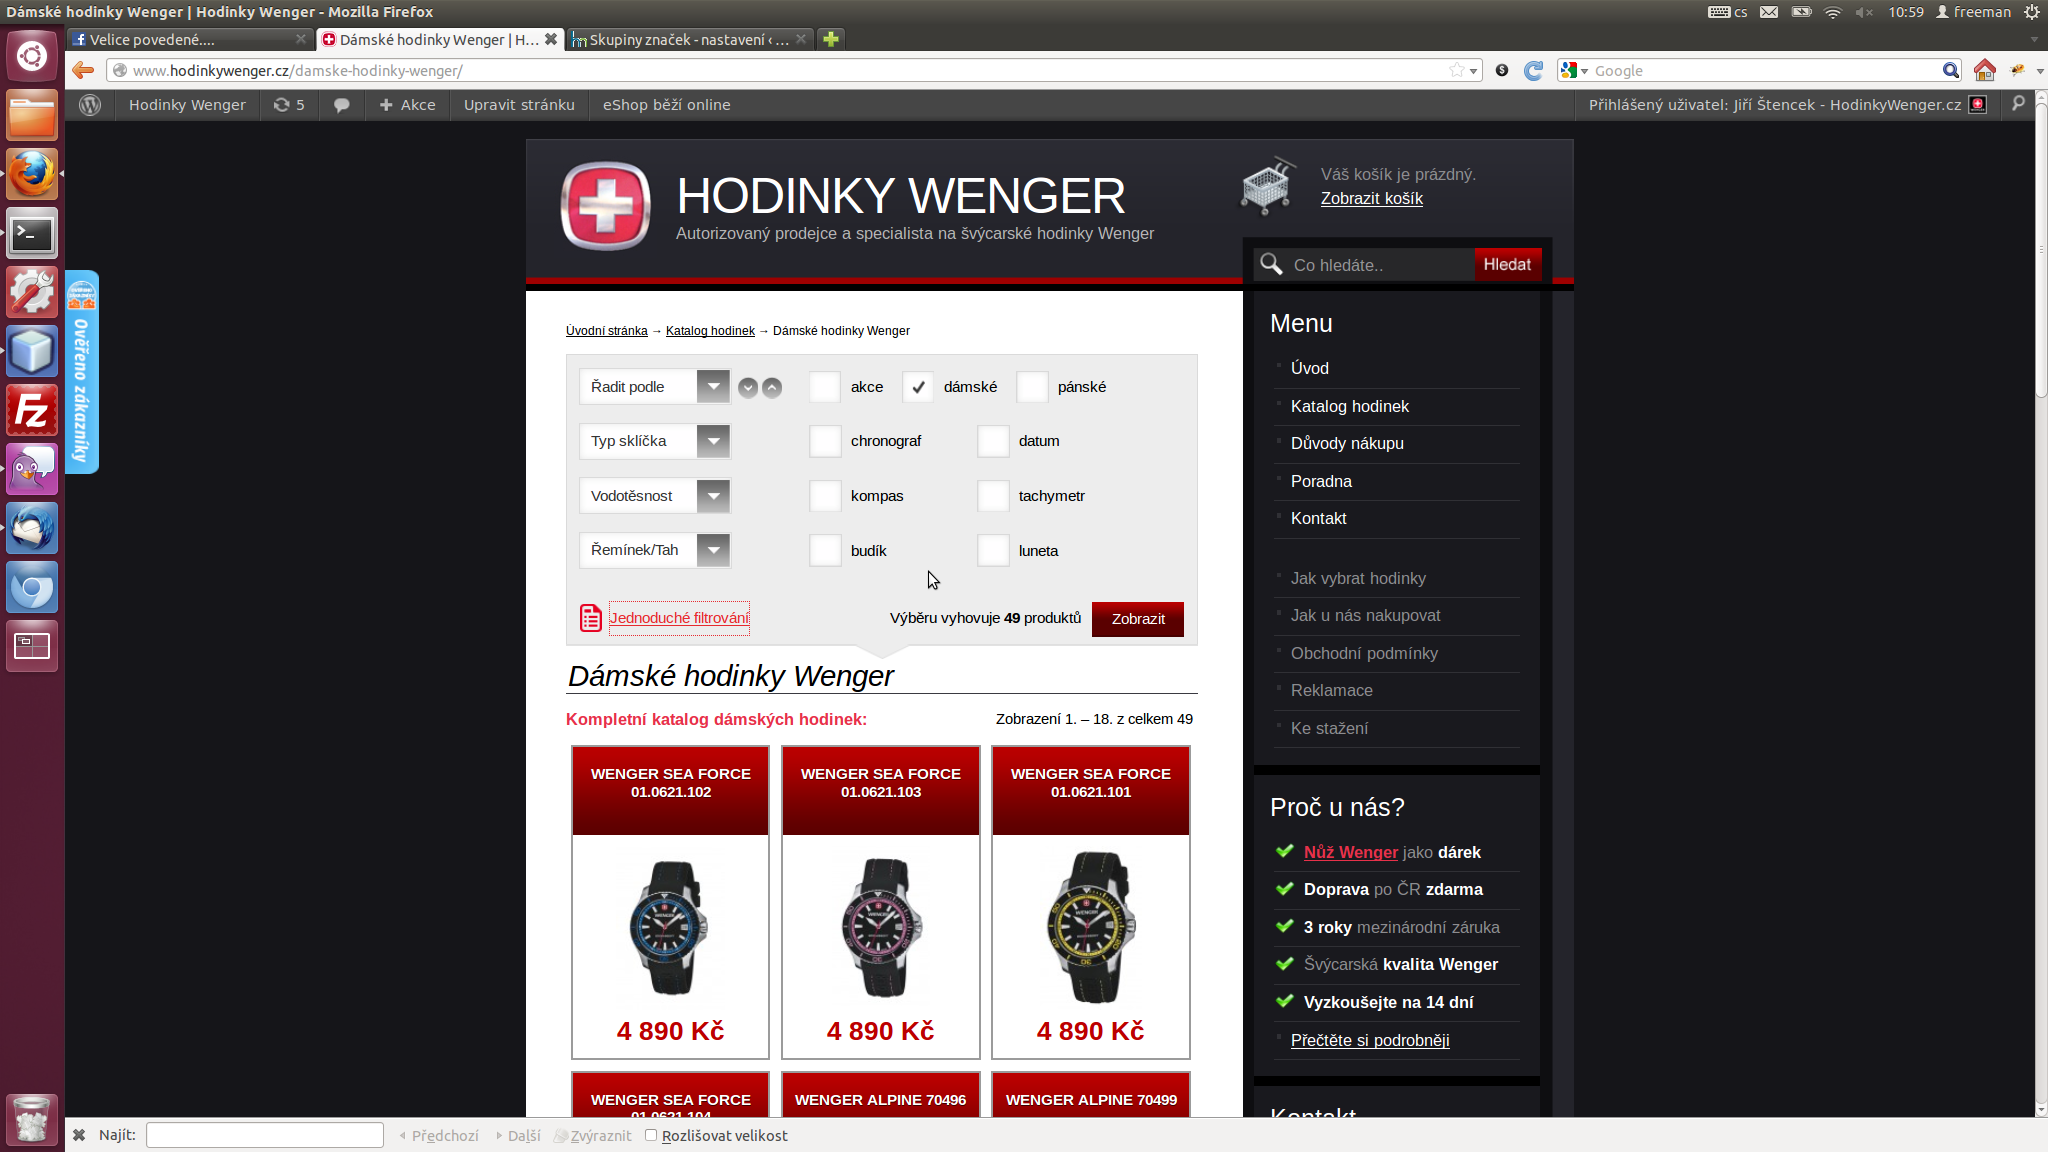 Dámské hodinky Wenger | Hodinky Wenger - Mozilla Firefox
cs 10:59 freeman
Velice povedené....
Dámské hodinky Wenger | H...
Skupiny značek - nastavení ‹ ...
www.hodinkywenger.cz/damske-hodinky-wenger/
Google
Hodinky Wenger 5 Akce Upravit stránku eShop běží online
Přihlášený uživatel: Jiří Štencek - HodinkyWenger.cz
Ověřeno zákazníky
HODINKY WENGER
Autorizovaný prodejce a specialista na švýcarské hodinky Wenger
Váš košík je prázdný.
Zobrazit košík
Co hledáte.. Hledat
Úvodní stránka → Katalog hodinek → Dámské hodinky Wenger
Řadit podle akce dámské pánské
Typ sklíčka chronograf datum
Vodotěsnost kompas tachymetr
Řemínek/Tah budík luneta
Jednoduché filtrování Výběru vyhovuje 49 produktů Zobrazit
Dámské hodinky Wenger
Kompletní katalog dámských hodinek: Zobrazení 1. – 18. z celkem 49
WENGER SEA FORCE
01.0621.102
4 890 Kč
WENGER SEA FORCE
01.0621.103
4 890 Kč
WENGER SEA FORCE
01.0621.101
4 890 Kč
WENGER SEA FORCE
01.0621.104
WENGER ALPINE 70496
WENGER ALPINE 70499
Menu
Úvod
Katalog hodinek
Důvody nákupu
Poradna
Kontakt
Jak vybrat hodinky
Jak u nás nakupovat
Obchodní podmínky
Reklamace
Ke stažení
Proč u nás?
Nůž Wenger jako dárek
Doprava po ČR zdarma
3 roky mezinárodní záruka
Švýcarská kvalita Wenger
Vyzkoušejte na 14 dní
Přečtěte si podrobněji
Kontakt
Najít: Předchozí Další Zvýraznit Rozlišovat velikost